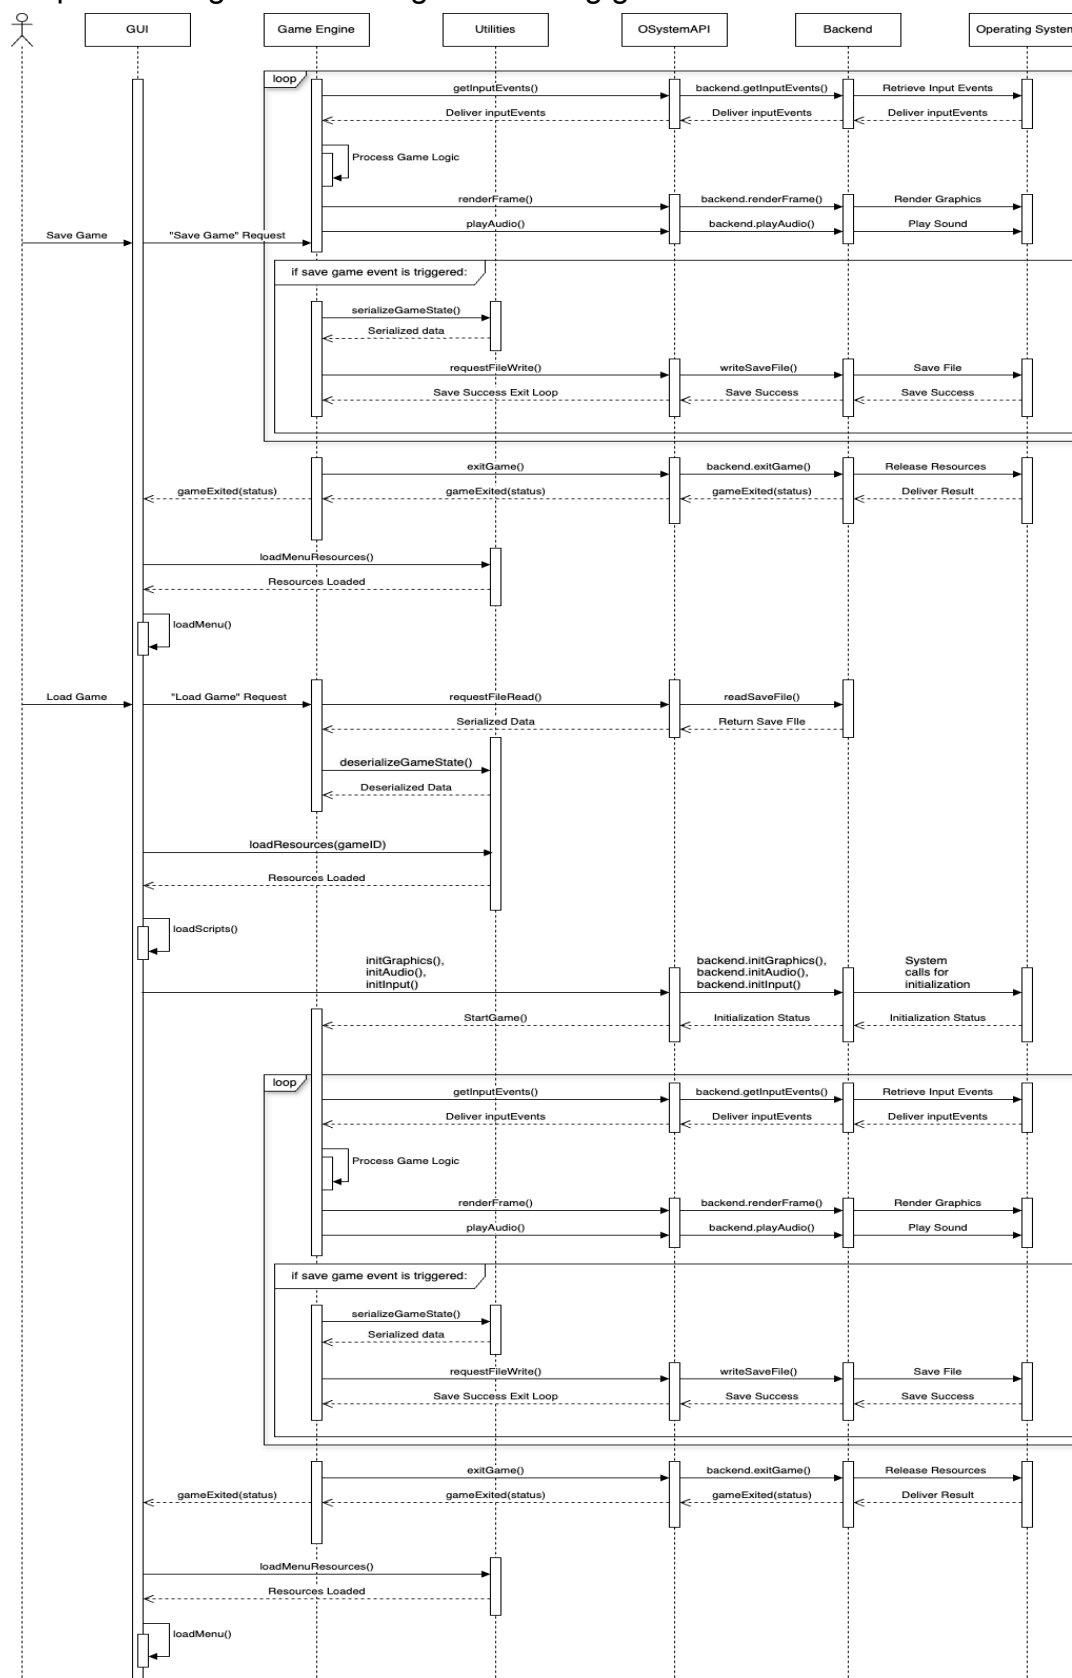 GUI
Game Engine
Utilities
OSystemAPI
Backend
Operating System
loop
getInputEvents()
backend.getInputEvents()
Retrieve Input Events
Deliver inputEvents
Deliver inputEvents
Deliver inputEvents
Process Game Logic
renderFrame()
backend.renderFrame()
Render Graphics
playAudio()
backend.playAudio()
Play Sound
Save Game
"Save Game" Request
if save game event is triggered:
serializeGameState()
Serialized data
requestFileWrite()
writeSaveFile()
Save File
Save Success Exit Loop
Save Success
Save Success
exitGame()
backend.exitGame()
Release Resources
gameExited(status)
gameExited(status)
gameExited(status)
Deliver Result
loadMenuResources()
Resources Loaded
loadMenu()
Load Game
"Load Game" Request
requestFileRead()
readSaveFile()
Serialized Data
Return Save FIle
deserializeGameState()
Deserialized Data
loadResources(gameID)
Resources Loaded
loadScripts()
initGraphics(),
initAudio(),
initInput()
backend.initGraphics(),
backend.initAudio(),
backend.initInput()
System
calls for
initialization
StartGame()
Initialization Status
Initialization Status
loop
getInputEvents()
backend.getInputEvents()
Retrieve Input Events
Deliver inputEvents
Deliver inputEvents
Deliver inputEvents
Process Game Logic
renderFrame()
backend.renderFrame()
Render Graphics
playAudio()
backend.playAudio()
Play Sound
if save game event is triggered:
serializeGameState()
Serialized data
requestFileWrite()
writeSaveFile()
Save File
Save Success Exit Loop
Save Success
Save Success
exitGame()
backend.exitGame()
Release Resources
gameExited(status)
gameExited(status)
gameExited(status)
Deliver Result
loadMenuResources()
Resources Loaded
loadMenu()